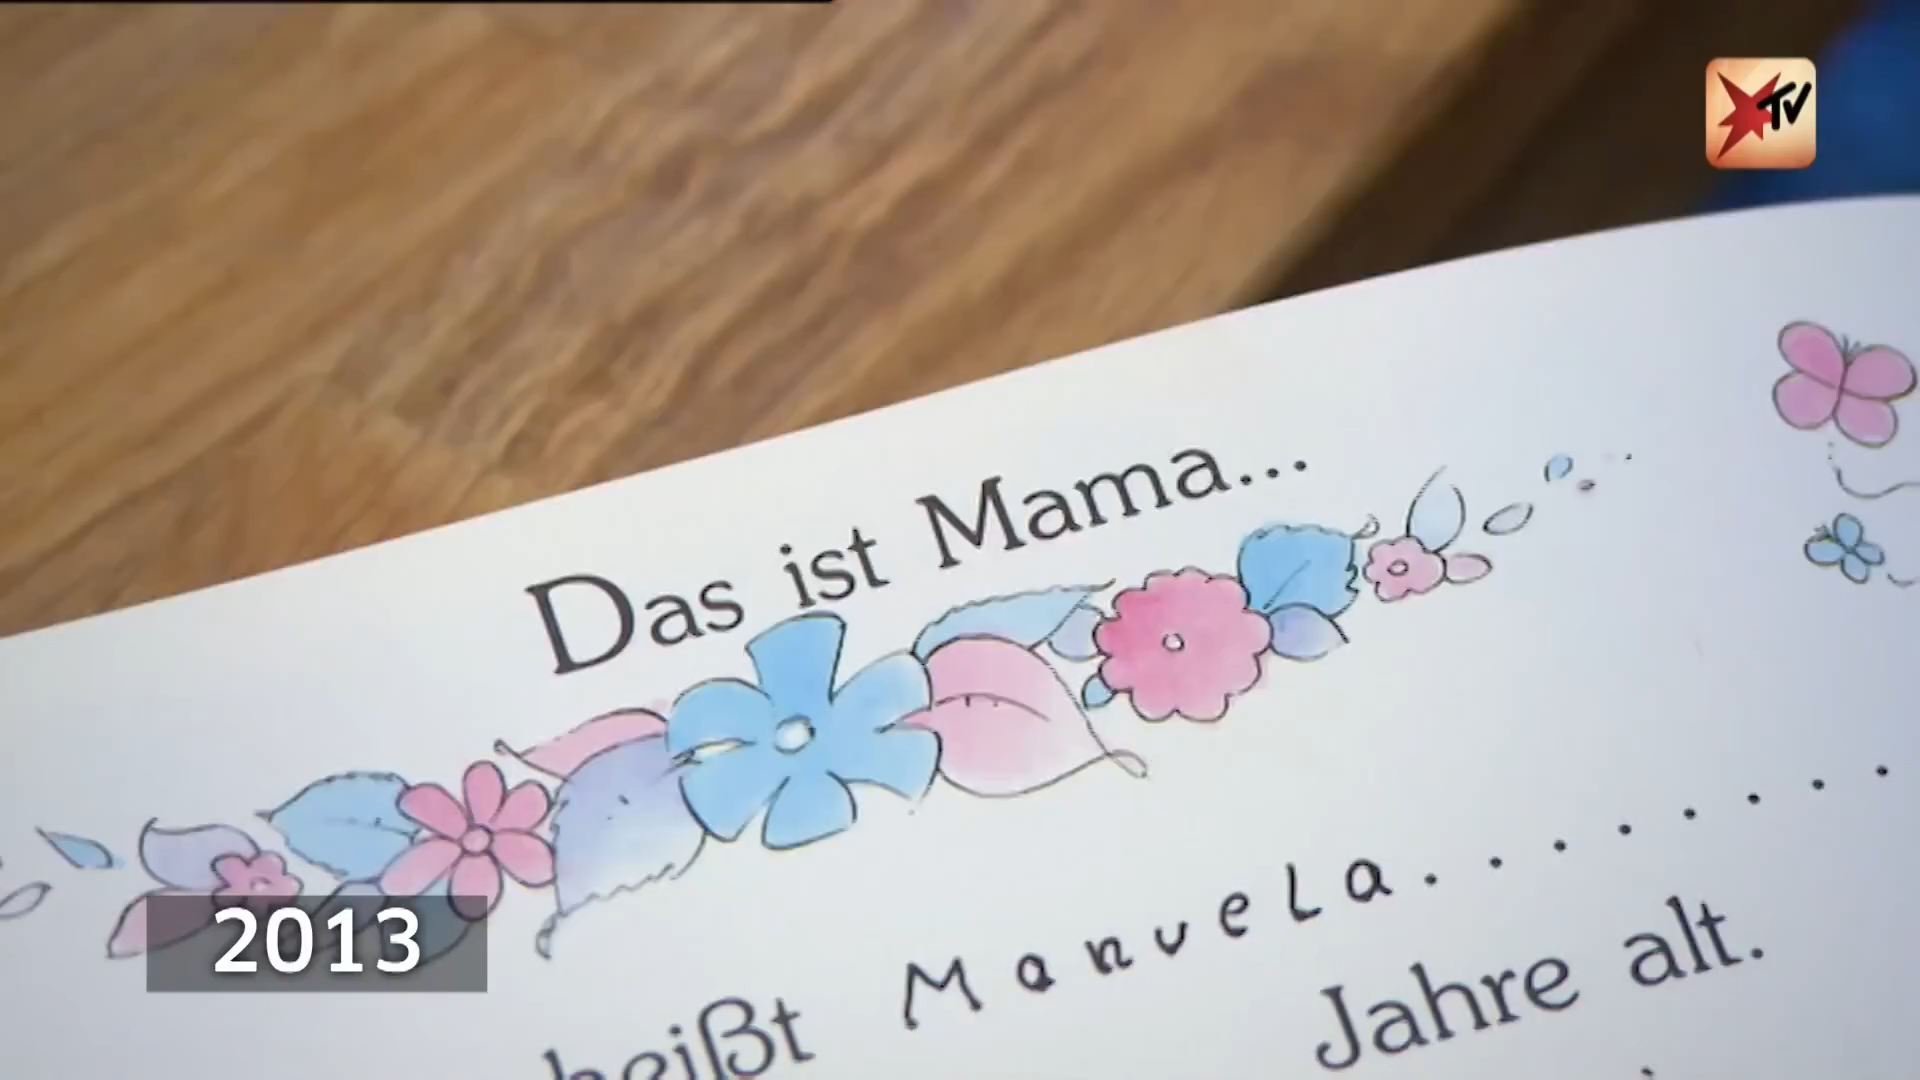 TV
Das ist Mama...
Manuela.........
heißt
Jahre alt.
2013